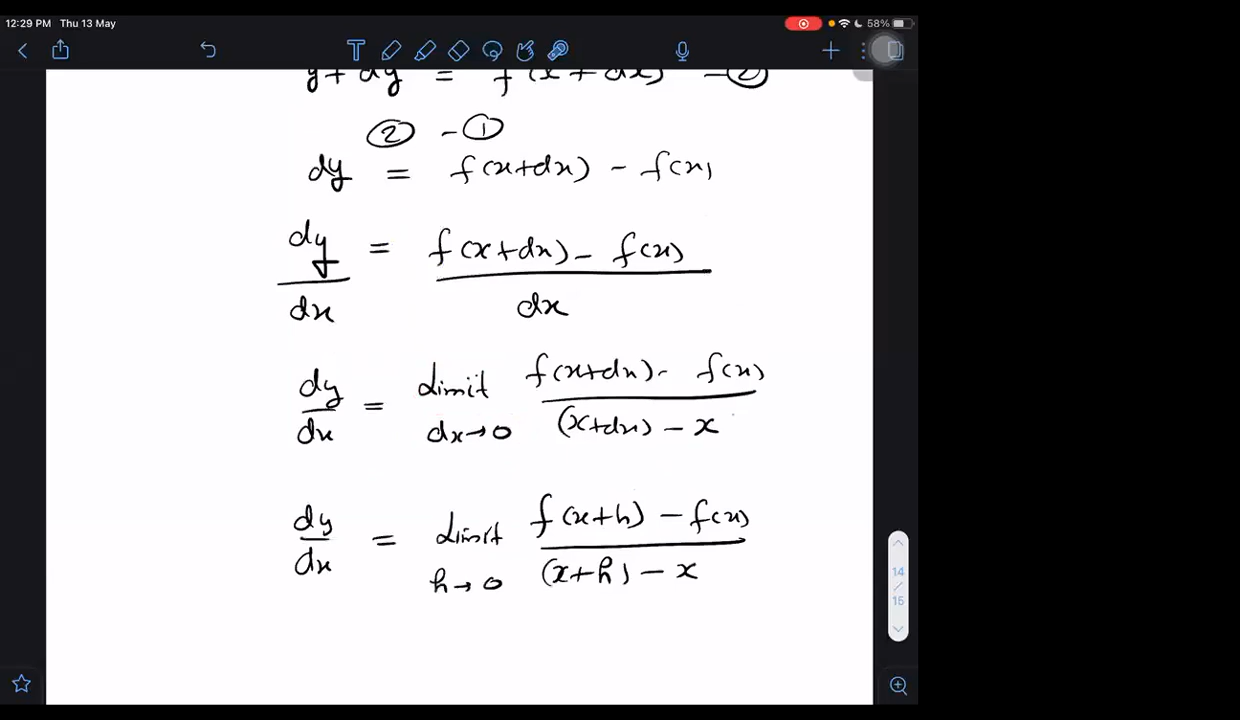 12:29 PM Thu 13 May 58%
y + dy = f(x + dx) - ②
② - ①
dy = f(x+dx) - f(x)
dy/dx = f(x+dx) - f(x) / dx
dy/dx = Limit dx→0 f(x+dx) - f(x) / (x+dx) - x
dy/dx = Limit h→0 f(x+h) - f(x) / (x+h) - x
14
/
15